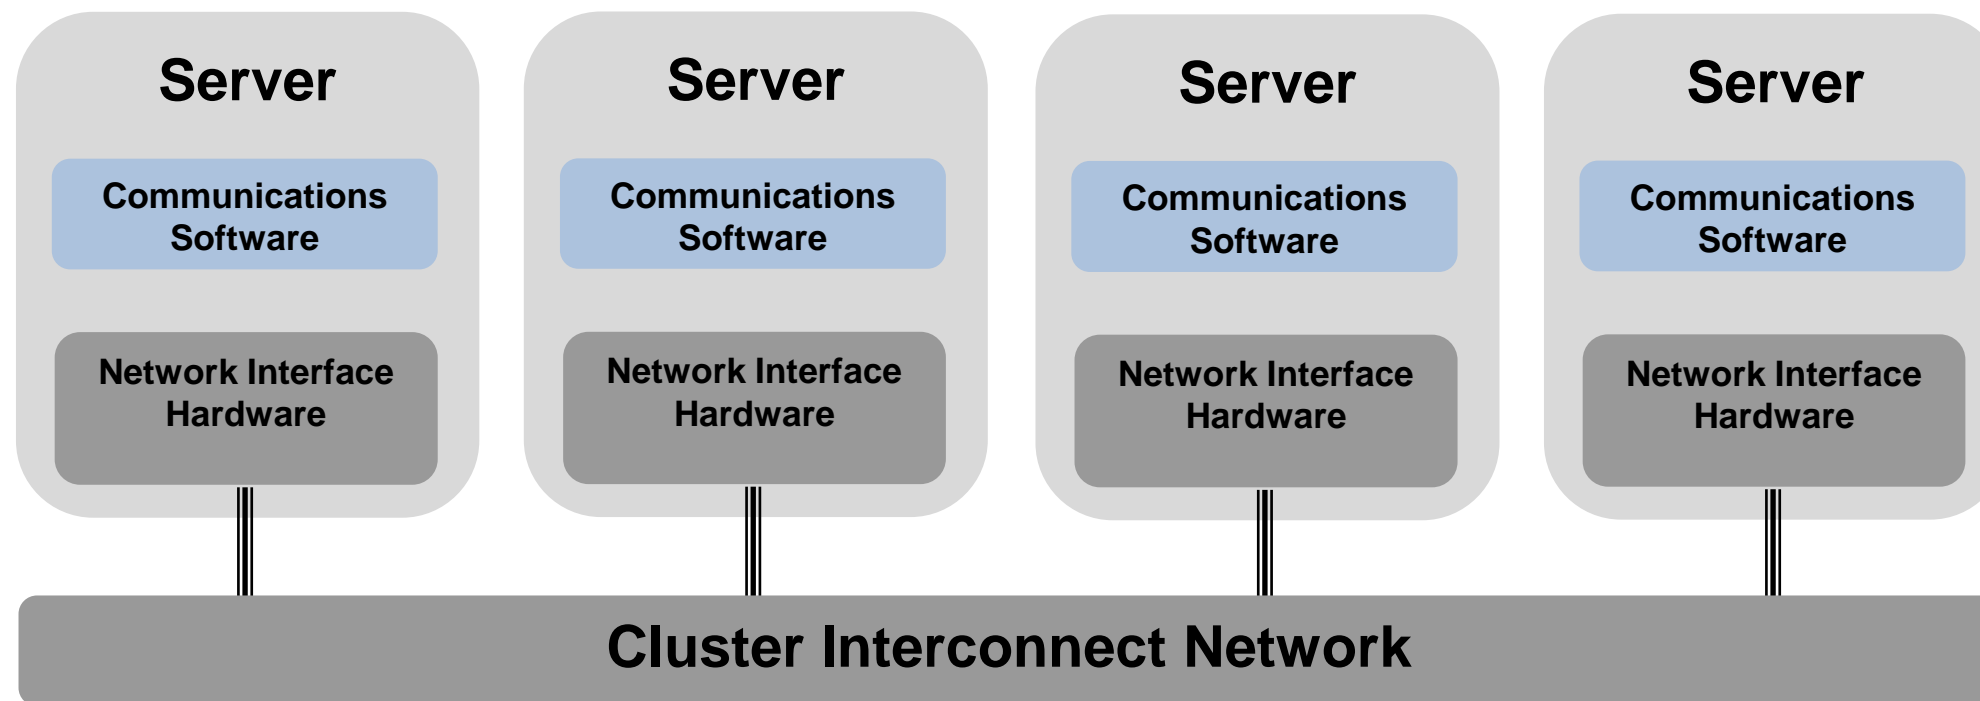 Server
Communications
Software
Network Interface
Hardware
Server
Communications
Software
Network Interface
Hardware
Server
Communications
Software
Network Interface
Hardware
Server
Communications
Software
Network Interface
Hardware
Cluster Interconnect Network